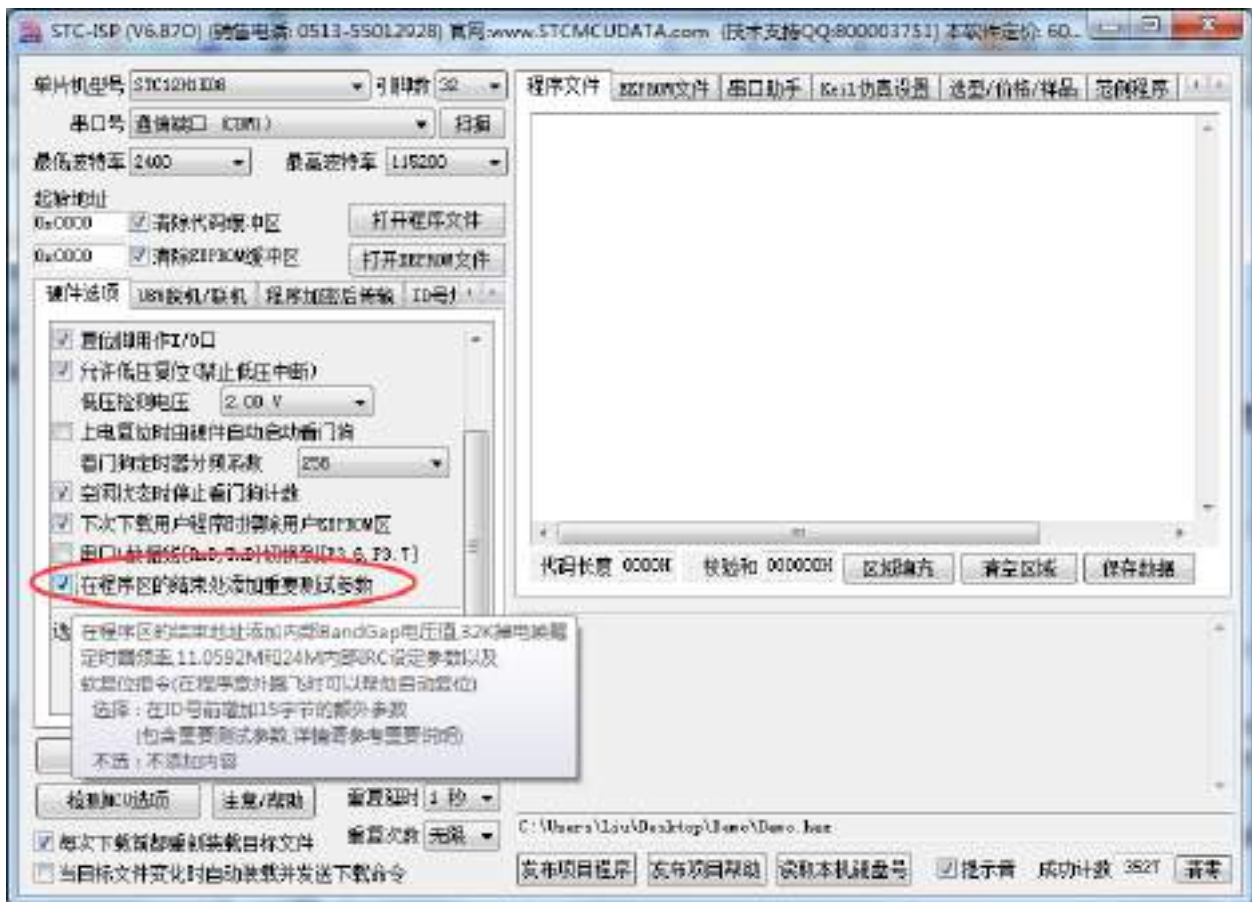 STC-ISP (V6.87O) (销售电话: 0513-55012928) 官网:www.STCMCUDATA.com (技术支持QQ:800003751) 本软件定价: 60..
单片机型号 引脚数 32
串口号 通信端口 (COM1) 扫描
最低波特率 2400 最高波特率 115200
起始地址
0x0000 清除代码缓冲区 打开程序文件
0x0000 清除EEPROM缓冲区 打开EEPROM文件
硬件选项 U8W脱机/联机 程序加密后传输 ID号
复位脚用作I/O口
允许低压复位(禁止低压中断)
低压检测电压 2.00 V
上电复位时由硬件自动启动看门狗
看门狗定时器分频系数 256
空闲状态时停止看门狗计数
下次下载用户程序时擦除用户EEPROM区
串口1数据线[RxD,TxD]切换到[P3.6,P3.7]
在程序区的结束处添加重要测试参数
选
在程序区的结束地址添加内部BandGap电压值,32K掉电唤醒
定时器频率,11.0592M和24M内部IRC设定参数以及
软复位指令(在程序意外跑飞时可以帮助自动复位)
选择：在ID号前增加15字节的额外参数
(包含重要测试参数,详情请参考重要说明)
不选：不添加内容
检测MCU选项 注意/帮助 重复延时 1 秒
每次下载前都重新装载目标文件 重复次数 无限
当目标文件变化时自动装载并发送下载命令
程序文件 EEPROM文件 串口助手 Keil仿真设置 选型/价格/样品 范例程序
代码长度 0000H 校验和 000000H 区域填充 清空区域 保存数据
C:\Users\Liu\Desktop\Demo\Demo.hex
发布项目程序 发布项目帮助 读取本机硬盘号 提示音 成功计数 3527 清零